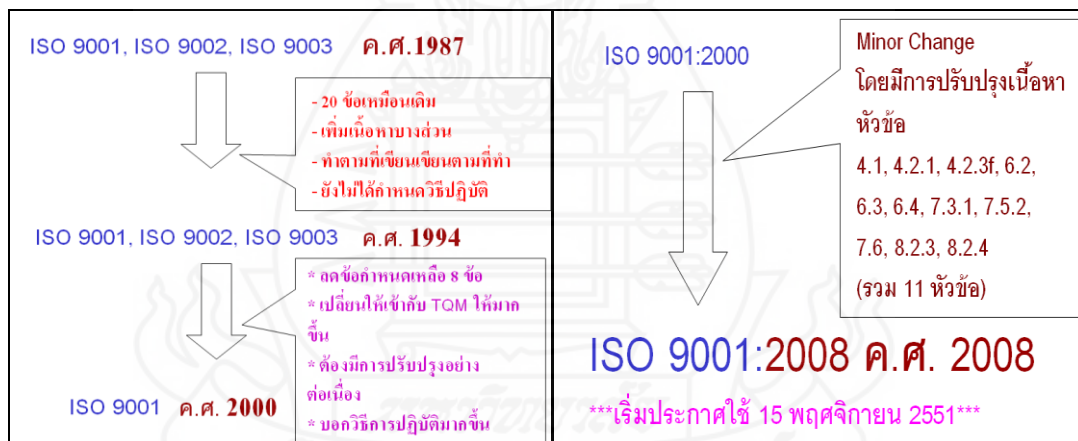 ISO 9001, ISO 9002, ISO 9003 ค.ศ.1987
- 20 ข้อเหมือนเดิม
- เพิ่มเนื้อหาบางส่วน
- ทำตามที่เขียนเขียนตามที่ทำ
- ยังไม่ได้กำหนดวิธีปฏิบัติ
ISO 9001, ISO 9002, ISO 9003 ค.ศ. 1994
* ลดข้อกำหนดเหลือ 8 ข้อ
* เปลี่ยนให้เข้ากับ TQM ให้มาก
ขึ้น
* ต้องมีการปรับปรุงอย่าง
ต่อเนื่อง
* บอกวิธีการปฏิบัติมากขึ้น
ISO 9001 ค.ศ. 2000
ISO 9001:2000
Minor Change
โดยมีการปรับปรุงเนื้อหา
หัวข้อ
4.1, 4.2.1, 4.2.3f, 6.2,
6.3, 6.4, 7.3.1, 7.5.2,
7.6, 8.2.3, 8.2.4
(รวม 11 หัวข้อ)
ISO 9001:2008 ค.ศ. 2008
***เริ่มประกาศใช้ 15 พฤศจิกายน 2551***